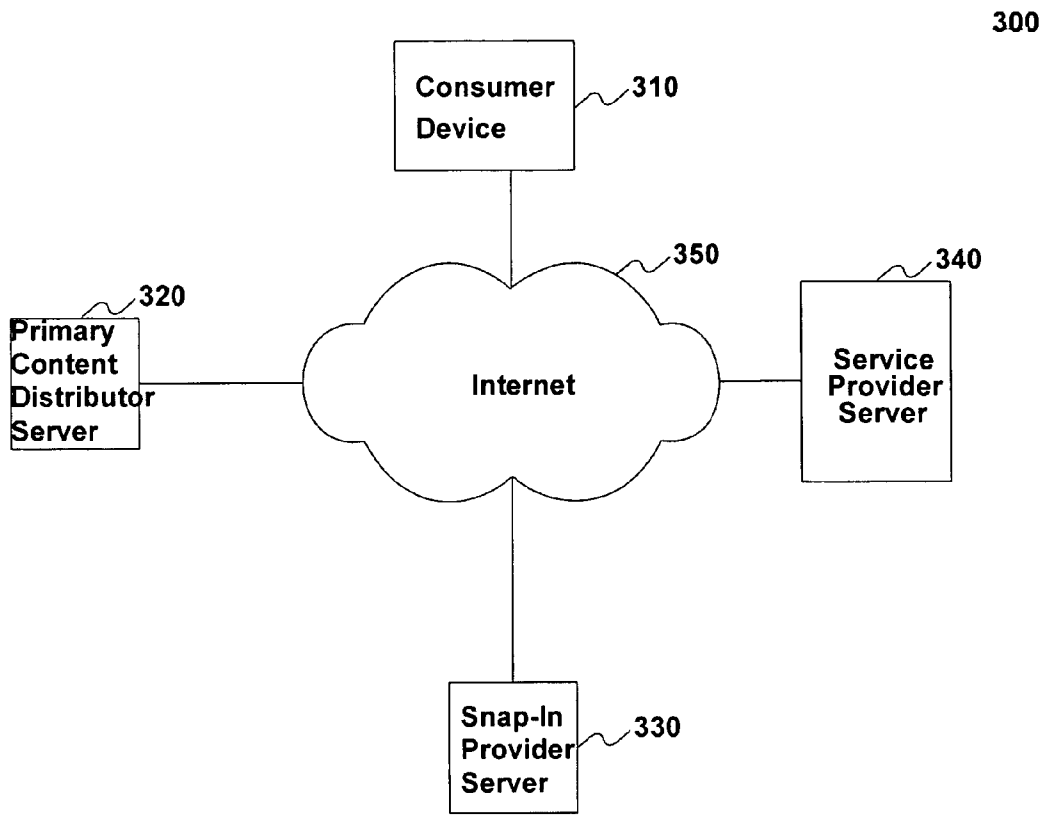 300
Consumer
Device
310
350
340
320
Primary
Content
Distributor
Server
Internet
Service
Provider
Server
Snap-In
Provider
Server
330